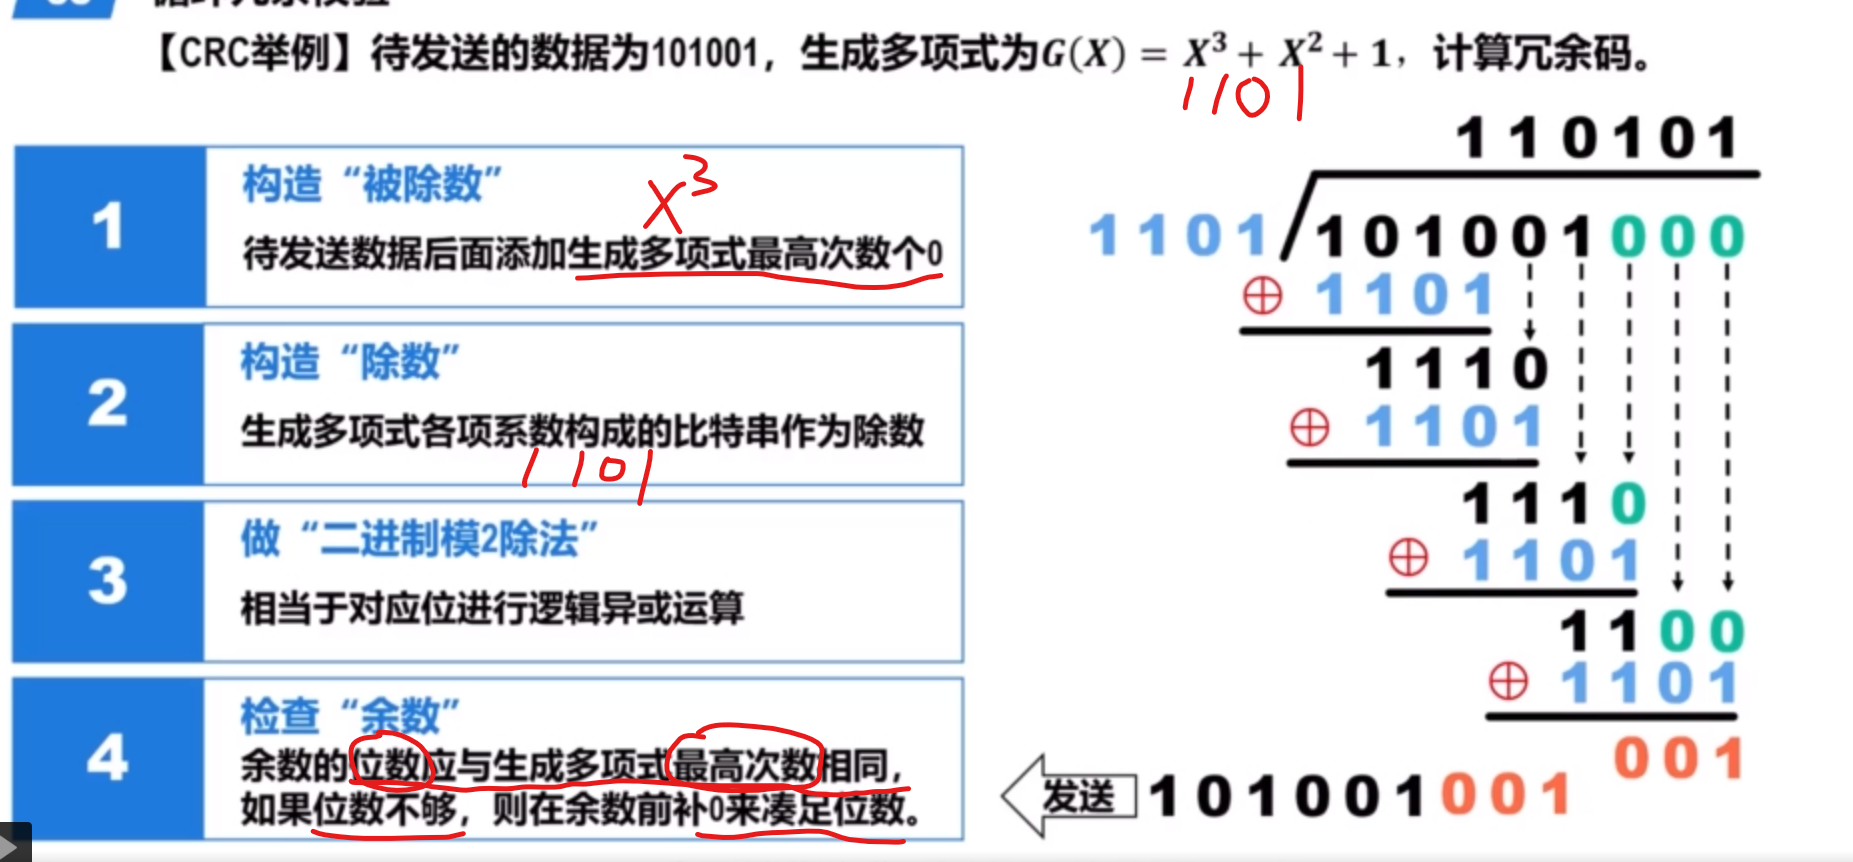 【CRC举例】待发送的数据为101001，生成多项式为G(X) = X³ + X² + 1，计算冗余码。
1101
1
构造“被除数”
X³
待发送数据后面添加生成多项式最高次数个0
2
构造“除数”
生成多项式各项系数构成的比特串作为除数
1101
3
做“二进制模2除法”
相当于对应位进行逻辑异或运算
4
检查“余数”
余数的位数应与生成多项式最高次数相同，
如果位数不够，则在余数前补0来凑足位数。
110101
1101 101001000
⊕ 1101
1110
⊕ 1101
1110
⊕ 1101
1100
⊕ 1101
001
发送 101001001